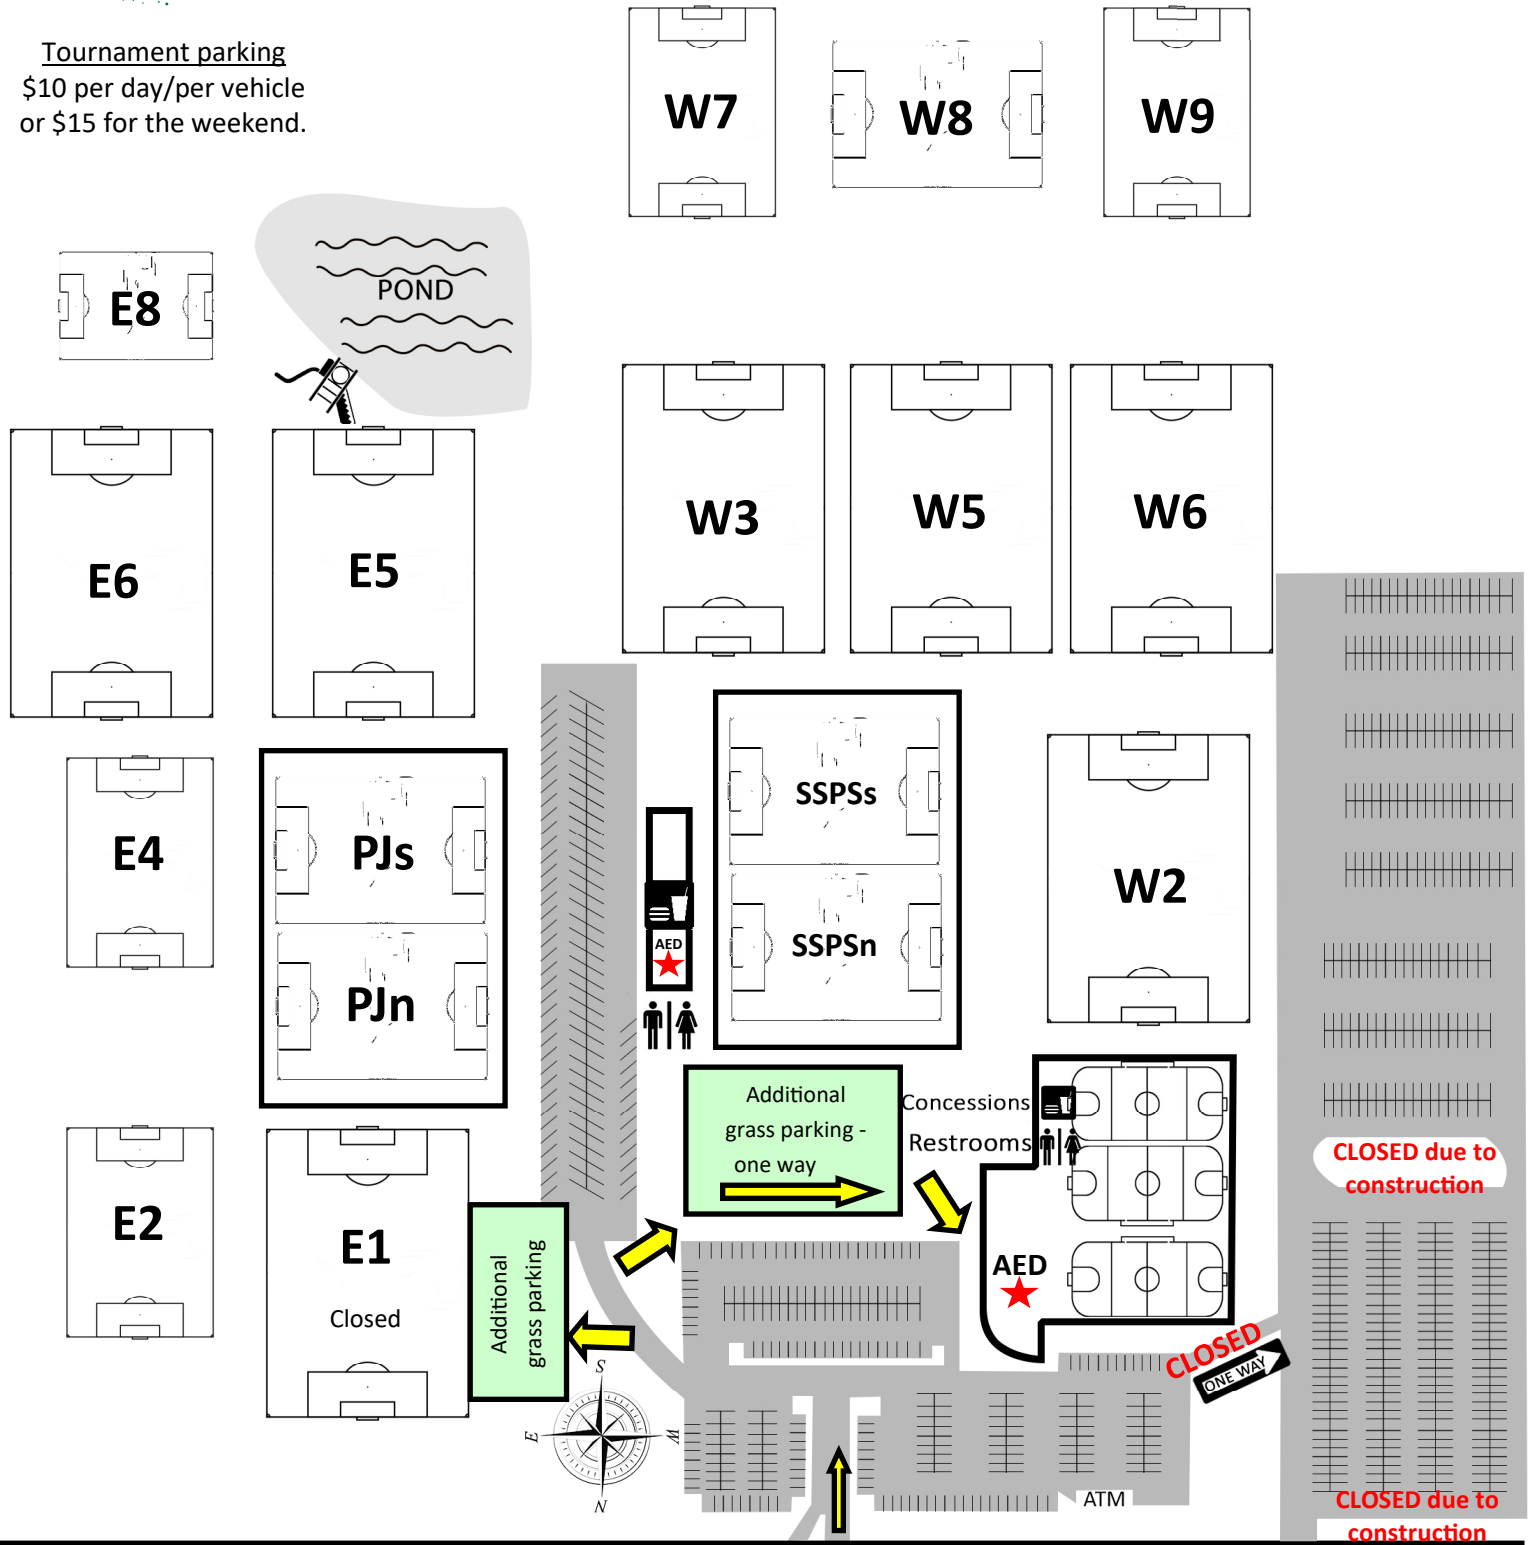 Tournament parking
$10 per day/per vehicle
or $15 for the weekend.
W7
W8
W9
POND
E8
W3
W5
W6
E6
E5
SSPSs
PJs
E4
W2
AED
SSPSn
PJn
Additional
grass parking -
one way
Concessions
Restrooms
CLOSED due to
construction
E2
E1
Closed
Additional
grass parking
AED
CLOSED
ONE WAY
S
E
W
N
ATM
CLOSED due to
construction